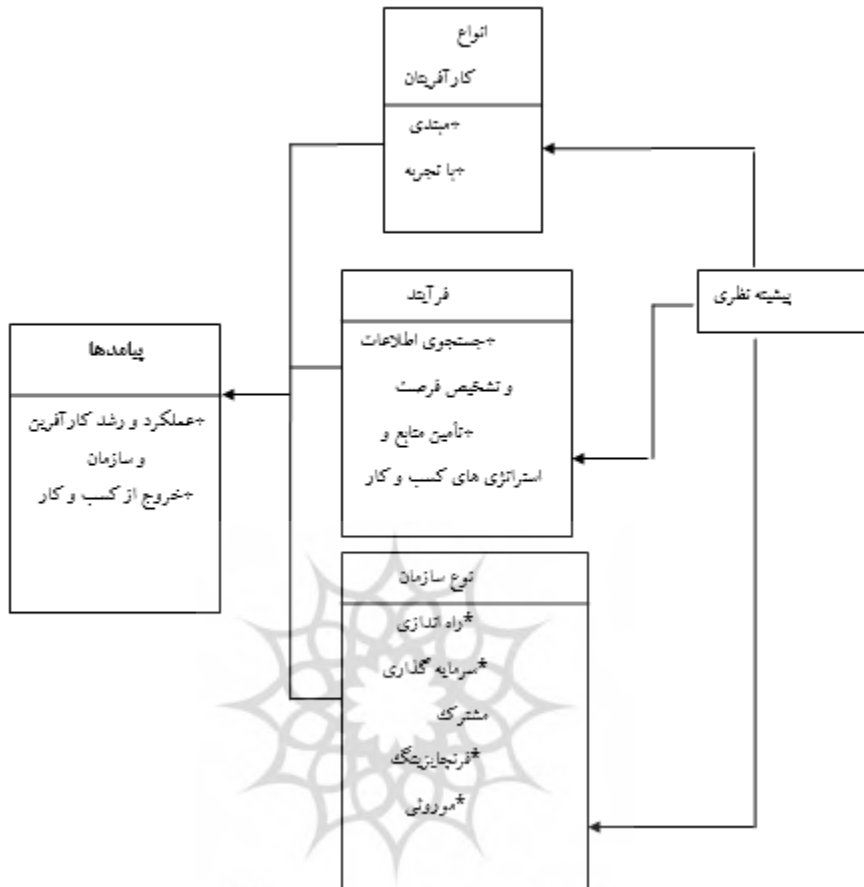 انواع
کارآفرینان
÷مبتدی
÷با تجربه
پیشینه نظری
فرآیند
÷جستجوی اطلاعات
و تشخیص فرصت
÷تأمین منابع و
استراتژی های کسب و کار
پیامدها
÷عملکرد و رشد کارآفرین
و سازمان
÷خروج از کسب و کار
نوع سازمان
*راه اندازی
*سرمایه گذاری
مشترک
*فرنچایزینگ
*موروثی